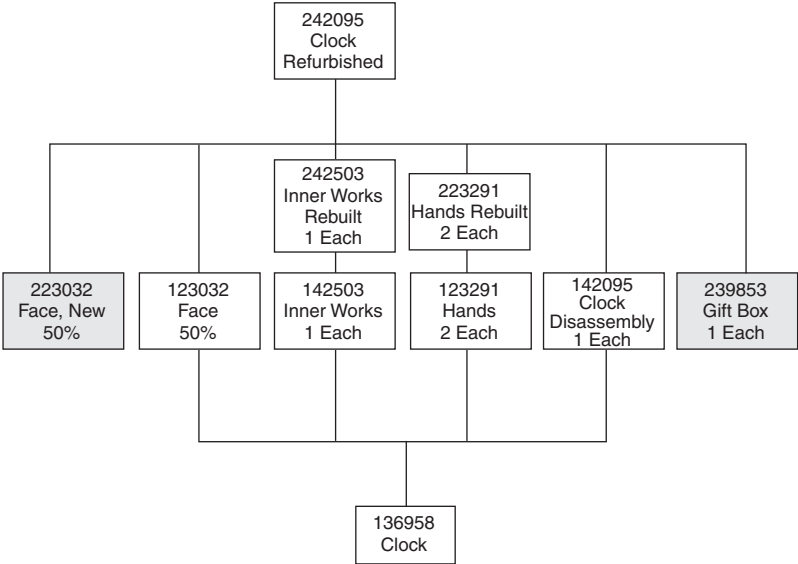 242095
Clock
Refurbished
242503
Inner Works
Rebuilt
1 Each
223291
Hands Rebuilt
2 Each
223032
Face, New
50%
123032
Face
50%
142503
Inner Works
1 Each
123291
Hands
2 Each
142095
Clock
Disassembly
1 Each
239853
Gift Box
1 Each
136958
Clock